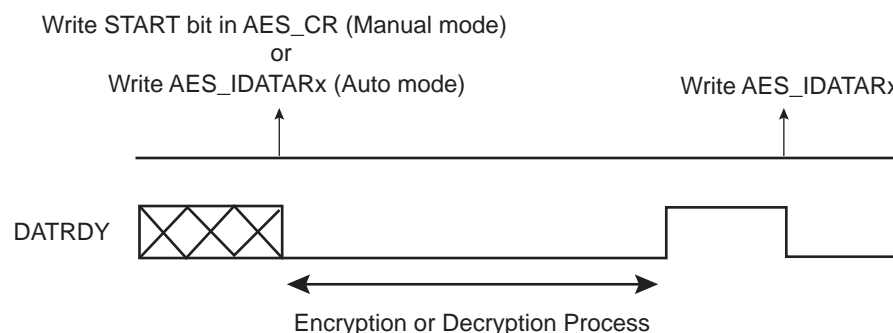 Write START bit in AES_CR (Manual mode)
or
Write AES_IDATARx (Auto mode)
Write AES_IDATARx
DATRDY
Encryption or Decryption Process